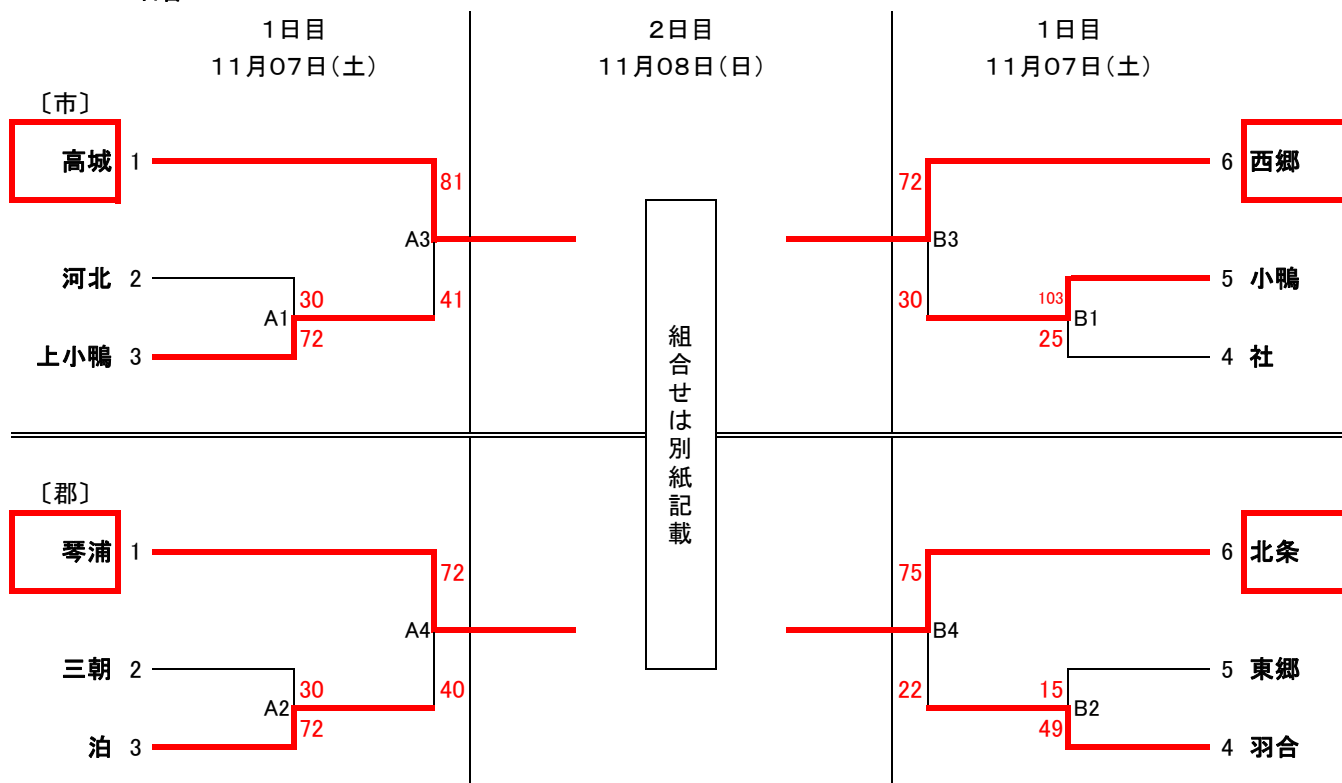 1日目
2日目
1日目
11月07日(土)
11月08日(日)
11月07日(土)
〔市〕
高城 1
81
A3
河北 2
30
41
A1
72
上小鴨 3
72
6 西郷
B3
5 小鴨
30
103
B1
25
4 社
組合せは別紙記載
〔郡〕
琴浦 1
72
A4
三朝 2
30
40
A2
72
泊 3
75
6 北条
B4
5 東郷
22
15
B2
49
4 羽合